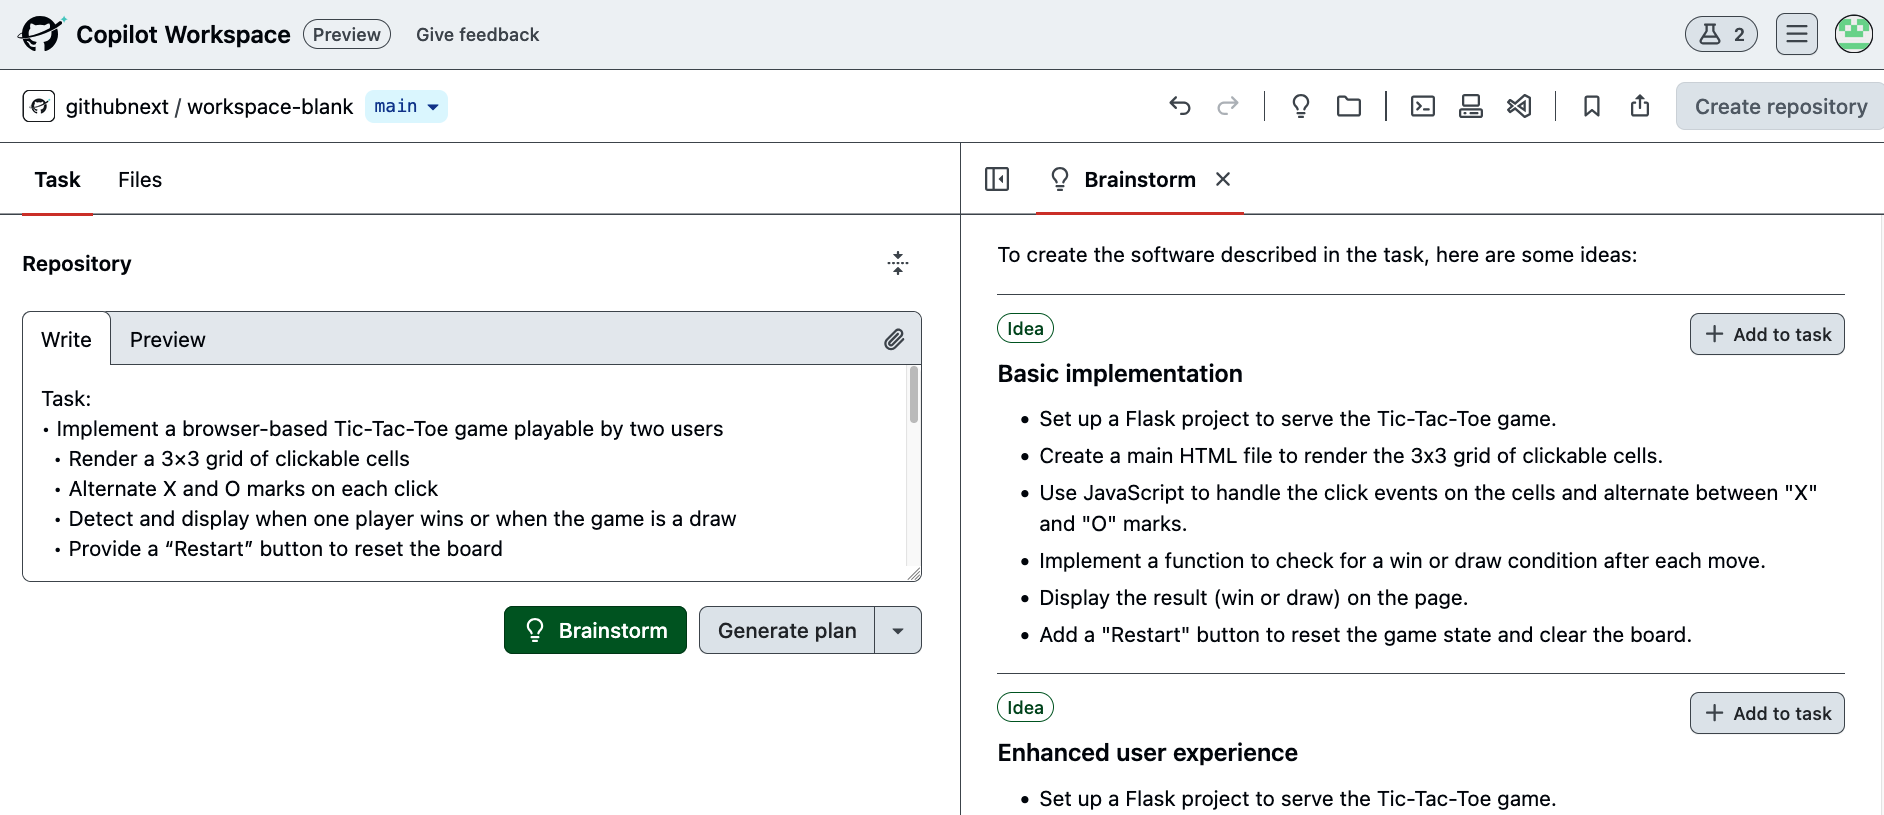 Copilot Workspace Preview Give feedback 2
githubnext / workspace-blank main Create repository
Task Files
Repository
Write Preview
Task:
• Implement a browser-based Tic-Tac-Toe game playable by two users
• Render a 3×3 grid of clickable cells
• Alternate X and O marks on each click
• Detect and display when one player wins or when the game is a draw
• Provide a “Restart” button to reset the board
Brainstorm Generate plan
Brainstorm
To create the software described in the task, here are some ideas:
Idea
Add to task
Basic implementation
• Set up a Flask project to serve the Tic-Tac-Toe game.
• Create a main HTML file to render the 3x3 grid of clickable cells.
• Use JavaScript to handle the click events on the cells and alternate between "X"
and "O" marks.
• Implement a function to check for a win or draw condition after each move.
• Display the result (win or draw) on the page.
• Add a "Restart" button to reset the game state and clear the board.
Idea
Add to task
Enhanced user experience
• Set up a Flask project to serve the Tic-Tac-Toe game.